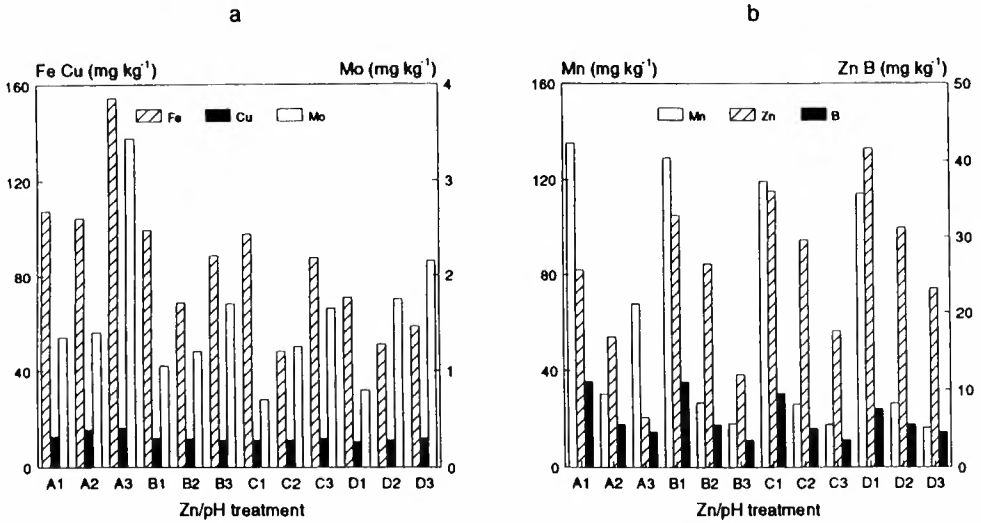 a
Fe Cu (mg kg⁻¹) Mo (mg kg⁻¹)
160 4
Fe Cu Mo
120 3
80 2
40 1
0 0
A1 A2 A3 B1 B2 B3 C1 C2 C3 D1 D2 D3
Zn/pH treatment
b
Mn (mg kg⁻¹) Zn B (mg kg⁻¹)
160 50
Mn Zn B
120 40
80 30
20
40 10
0 0
A1 A2 A3 B1 B2 B3 C1 C2 C3 D1 D2 D3
Zn/pH treatment